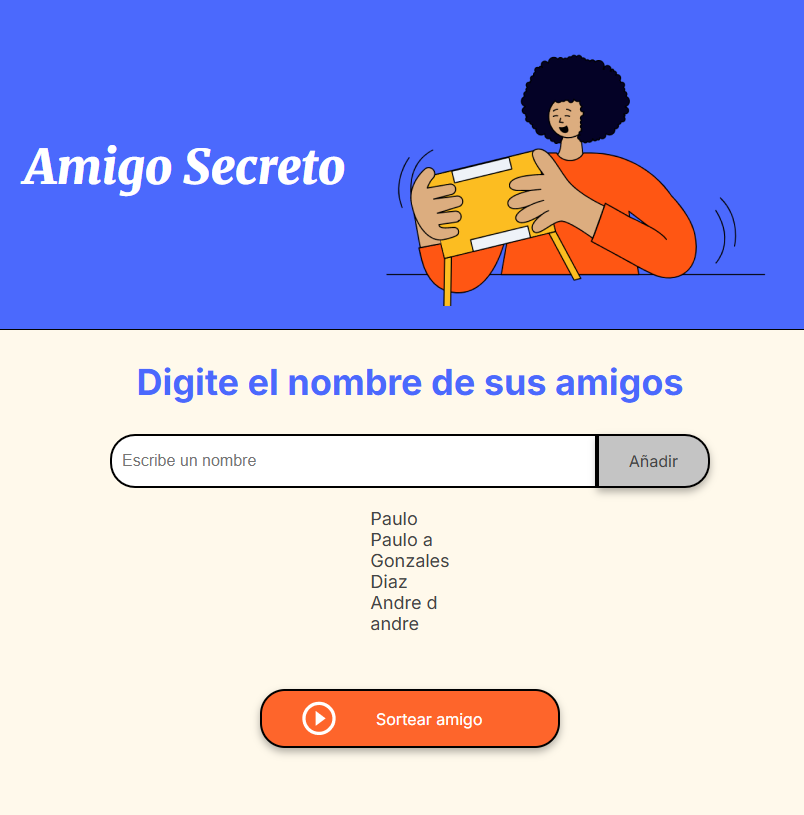 Amigo Secreto
Digite el nombre de sus amigos
Escribe un nombre
Añadir
Paulo
Paulo a
Gonzales
Diaz
Andre d
andre
Sortear amigo